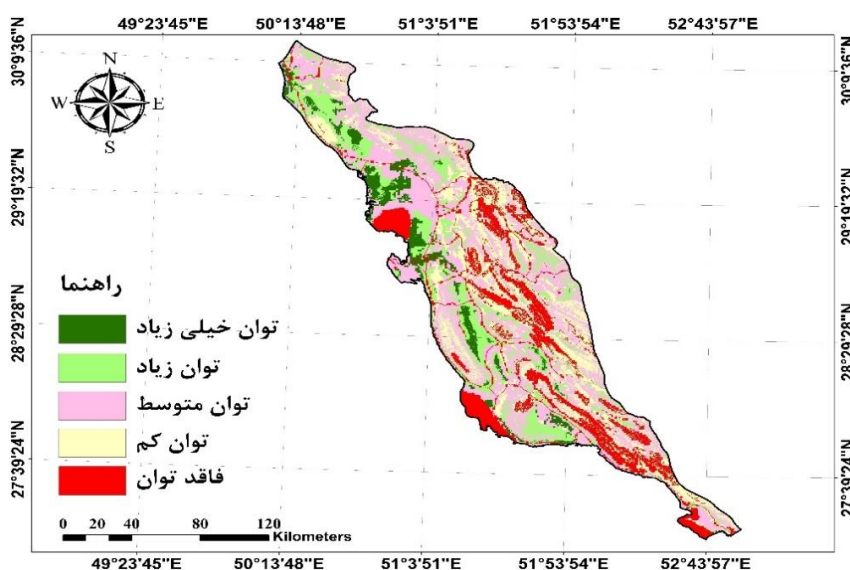 49°23'45"E 50°13'48"E 51°3'51"E 51°53'54"E 52°43'57"E
30°9'36"N
29°19'32"N
28°29'28"N
27°39'24"N
N
W E
S
راهنما
توان خیلی زیاد
توان زیاد
توان متوسط
توان کم
فاقد توان
0 20 40 80 120
Kilometers
30°9'36"N
29°19'32"N
28°29'28"N
27°39'24"N
49°23'45"E 50°13'48"E 51°3'51"E 51°53'54"E 52°43'57"E